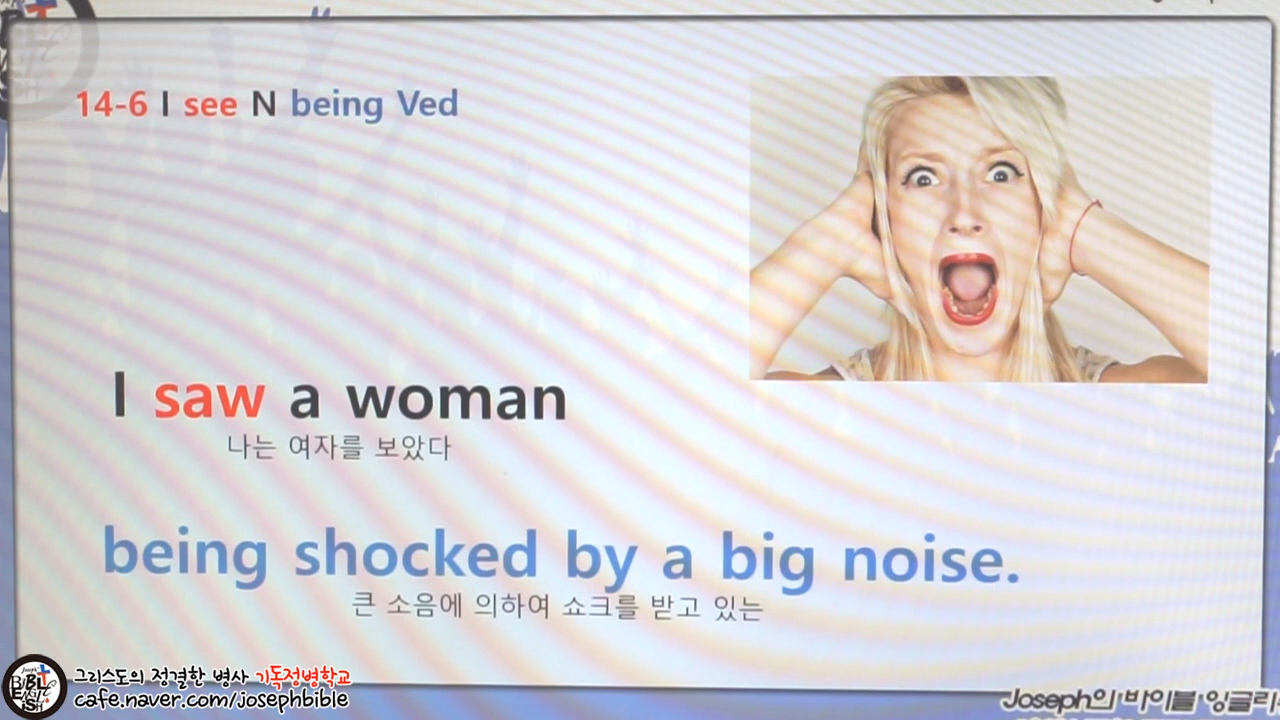 14-6 I see N being Ved
I saw a woman
나는 여자를 보았다
being shocked by a big noise.
큰 소음에 의하여 쇼크를 받고 있는
그리스도의 정결한 병사 기독정병학교
cafe.naver.com/josephbible
Joseph의 바이블 잉글리